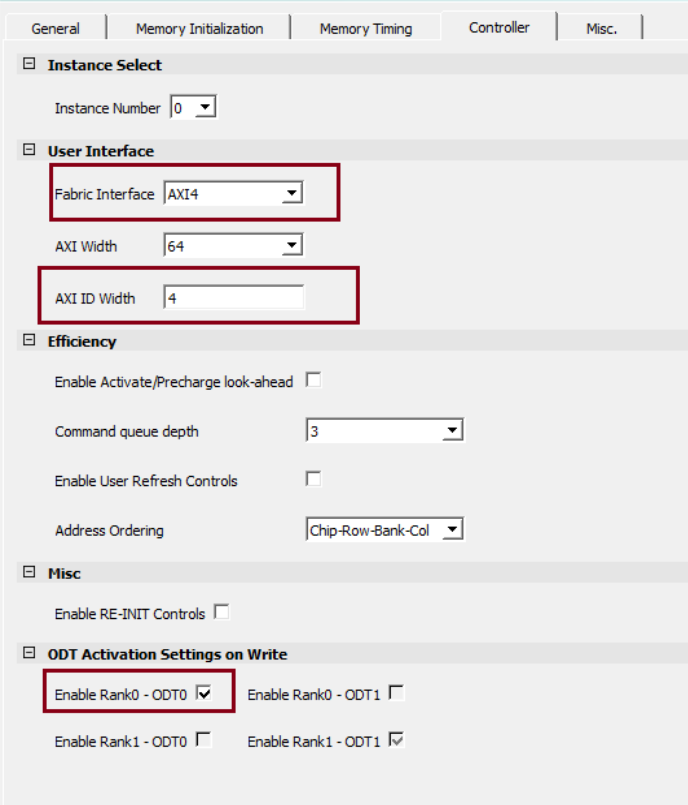 General Memory Initialization Memory Timing Controller Misc.
Instance Select
Instance Number 0
User Interface
Fabric Interface AXI4
AXI Width 64
AXI ID Width 4
Efficiency
Enable Activate/Precharge look-ahead
Command queue depth 3
Enable User Refresh Controls
Address Ordering Chip-Row-Bank-Col
Misc
Enable RE-INIT Controls
ODT Activation Settings on Write
Enable Rank0 - ODT0 Enable Rank0 - ODT1
Enable Rank1 - ODT0 Enable Rank1 - ODT1